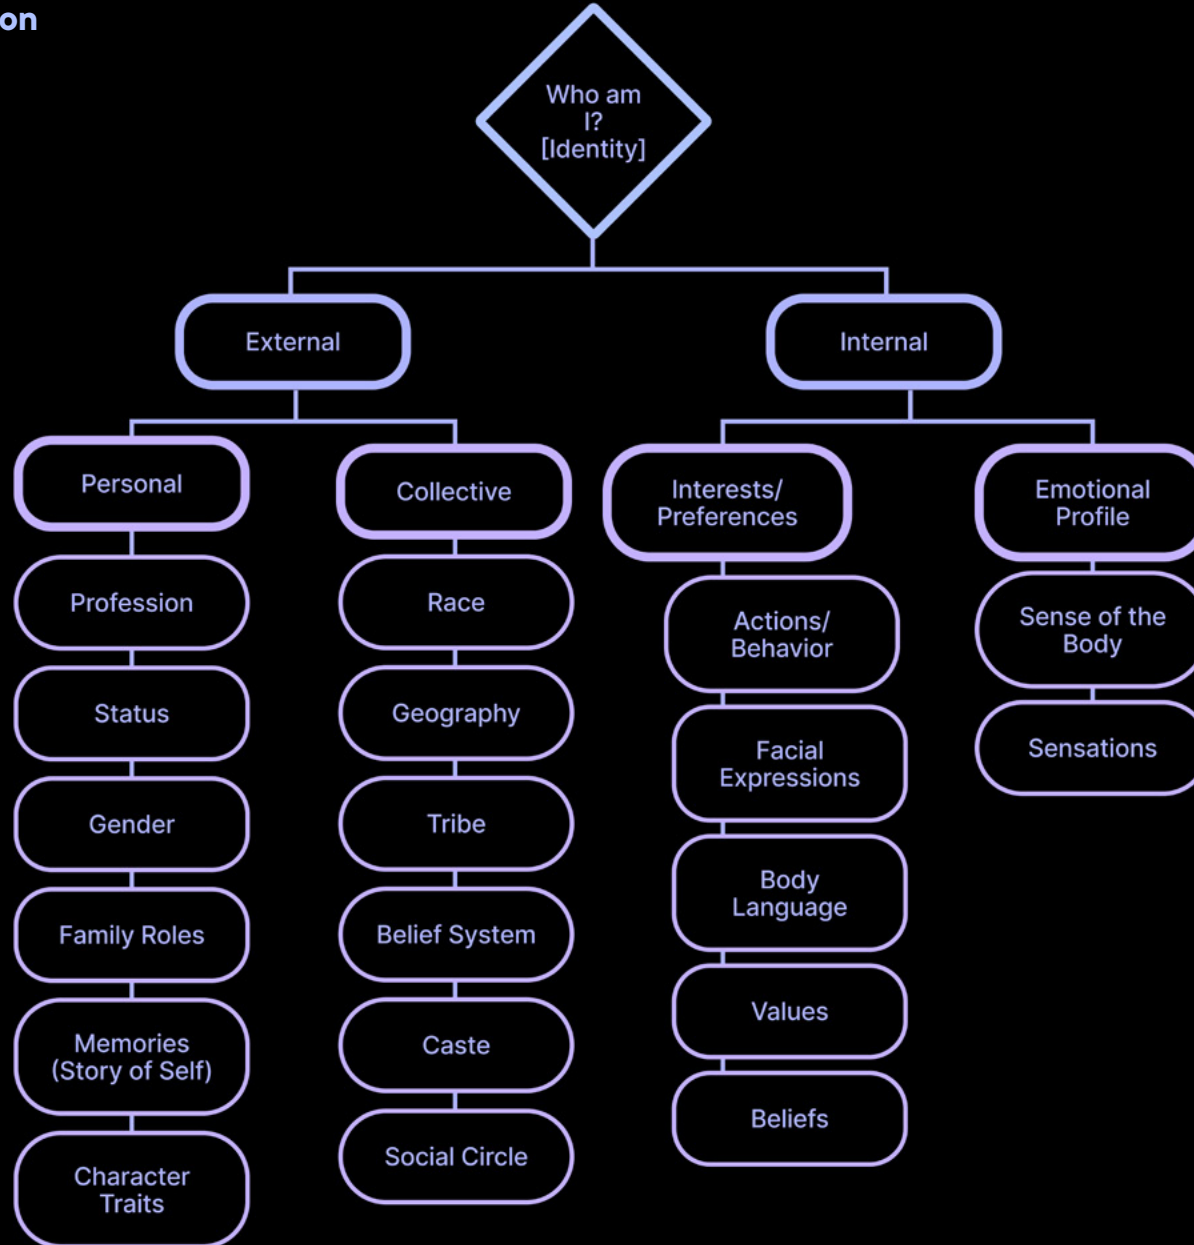 on
Who am
I?
[Identity]
External
Internal
Personal
Collective
Interests/
Preferences
Emotional
Profile
Profession
Race
Actions/
Behavior
Sense of the
Body
Status
Geography
Facial
Expressions
Sensations
Gender
Tribe
Body
Language
Family Roles
Belief System
Values
Memories
(Story of Self)
Caste
Beliefs
Character
Traits
Social Circle